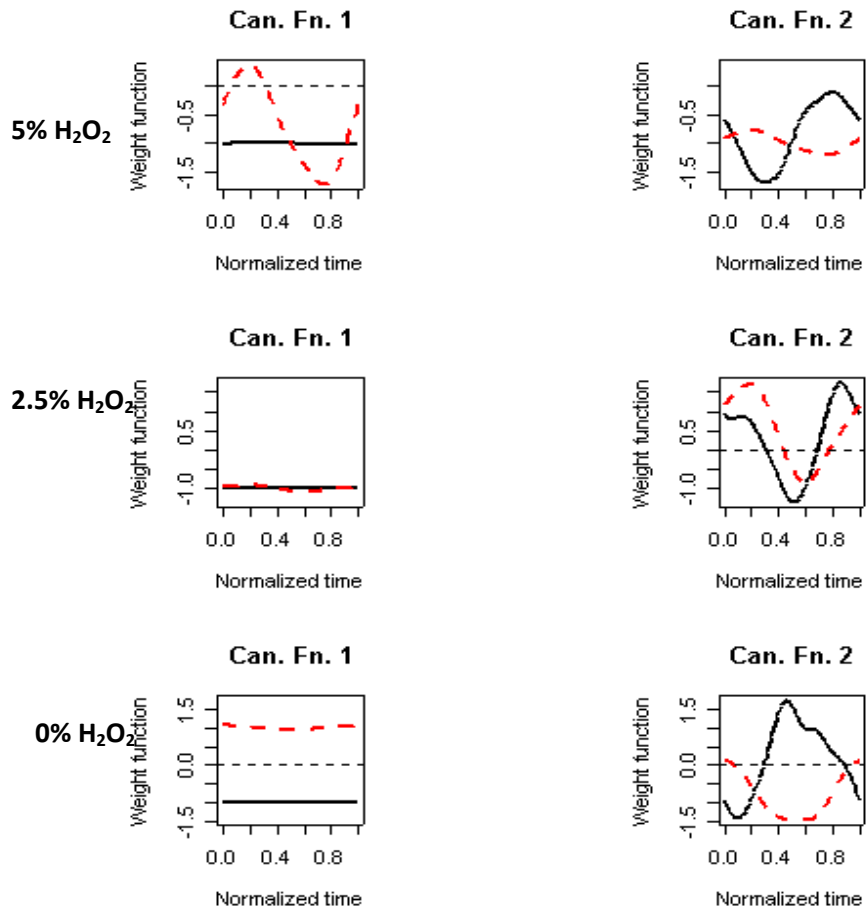 Can. Fn. 1
Can. Fn. 2
5% H₂O₂
Weight function
-0.5
-1.5
0.0 0.4 0.8
Normalized time
Weight function
-0.5
-1.5
0.0 0.4 0.8
Normalized time
Can. Fn. 1
Can. Fn. 2
2.5% H₂O₂
Weight function
0.5
-1.0
0.0 0.4 0.8
Normalized time
Weight function
0.5
-1.0
0.0 0.4 0.8
Normalized time
Can. Fn. 1
Can. Fn. 2
0% H₂O₂
Weight function
1.5
0.0
-1.5
0.0 0.4 0.8
Normalized time
Weight function
1.5
0.0
-1.5
0.0 0.4 0.8
Normalized time